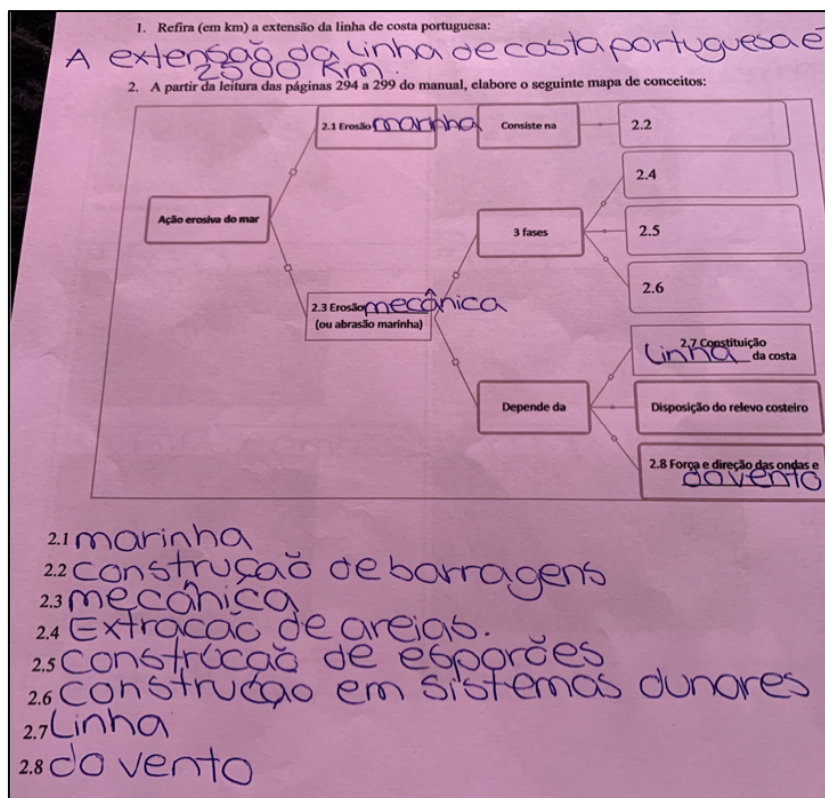 1. Refira (em km) a extensão da linha de costa portuguesa:
A extensão da linha de costa portuguesa é
2500 Km.
2. A partir da leitura das páginas 294 a 299 do manual, elabore o seguinte mapa de conceitos:
2.1 Erosão marinha
Consiste na
2.2
2.4
Ação erosiva do mar
3 fases
2.5
2.6
2.3 Erosão mecânica
(ou abrasão marinha)
2.7 Constituição
Linha da costa
Depende da
Disposição do relevo costeiro
2.8 Força e direção das ondas e
do vento
2.1 marinha
2.2 construção de barragens
2.3 mecânica
2.4 Extracão de areias.
2.5 construcão de esporões
2.6 construção em sistemas dunares
2.7 Linha
2.8 do vento